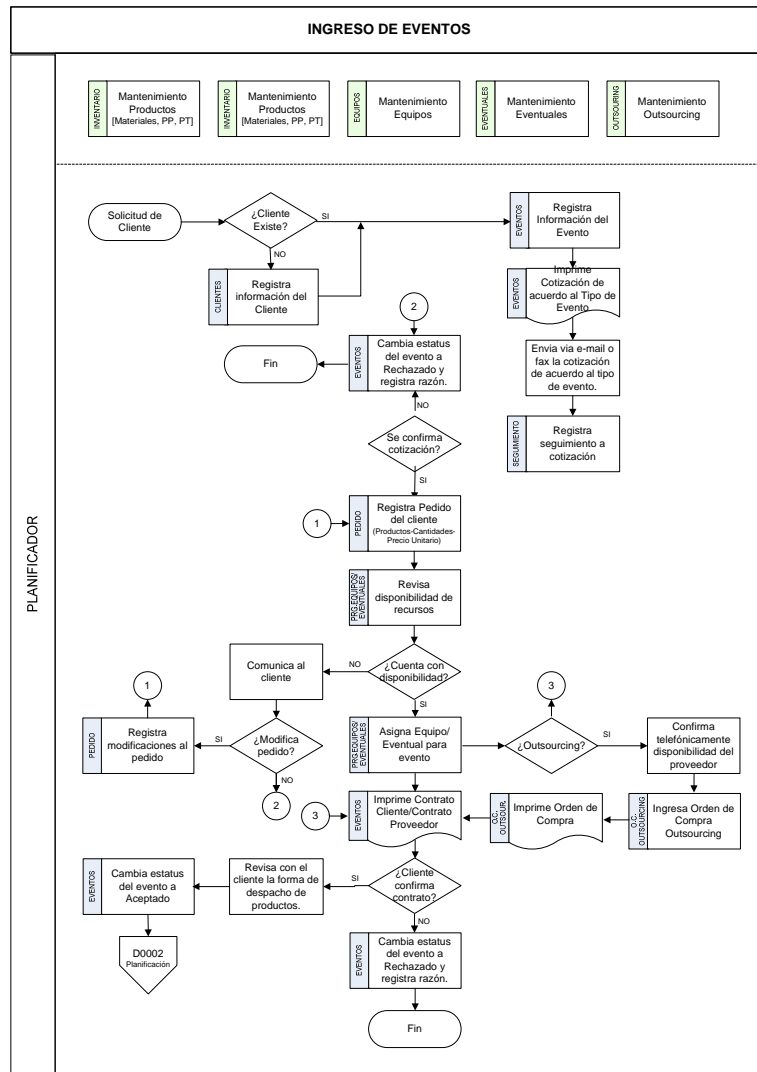 INGRESO DE EVENTOS
PLANIFICADOR
INVENTARIO
Mantenimiento
Productos
[Materiales, PP, PT]
INVENTARIO
Mantenimiento
Productos
[Materiales, PP, PT]
EQUIPOS
Mantenimiento
Equipos
EVENTUALES
Mantenimiento
Eventuales
OUTSOURING
Mantenimiento
Outsourcing
Solicitud de
Cliente
¿Cliente
Existe?
SI
NO
EVENTOS
Registra
Información del
Evento
CLIENTES
Registra
información del
Cliente
EVENTOS
Imprime
Cotización de
acuerdo al Tipo de
Evento
2
Fin
EVENTOS
Cambia estatus
del evento a
Rechazado y
registra razón.
Envia via e-mail o
fax la cotización
de acuerdo al tipo
de evento.
NO
Se confirma
cotización?
SI
SEGUIMIENTO
Registra
seguimiento a
cotización
1
PEDIDO
Registra Pedido
del cliente
(Productos-Cantidades-
Precio Unitario)
PRG.EQUIPOS/
EVENTUALES
Revisa
disponibilidad de
recursos
Comunica al
cliente
NO
¿Cuenta con
disponibilidad?
SI
1
3
PEDIDO
Registra
modificaciones al
pedido
SI
¿Modifica
pedido?
NO
2
PRG.EQUIPOS/
EVENTUALES
Asigna Equipo/
Eventual para
evento
¿Outsourcing?
SI
Confirma
telefónicamente
disponibilidad del
proveedor
3
EVENTOS
Imprime Contrato
Cliente/Contrato
Proveedor
O.C.
OUTSOUR.
Imprime Orden de
Compra
O.C.
OUTSOURCING
Ingresa Orden de
Compra
Outsourcing
EVENTOS
Cambia estatus
del evento a
Aceptado
Revisa con el
cliente la forma de
despacho de
productos.
SI
¿Cliente
confirma
contrato?
NO
D0002
Planificación
EVENTOS
Cambia estatus
del evento a
Rechazado y
registra razón.
Fin